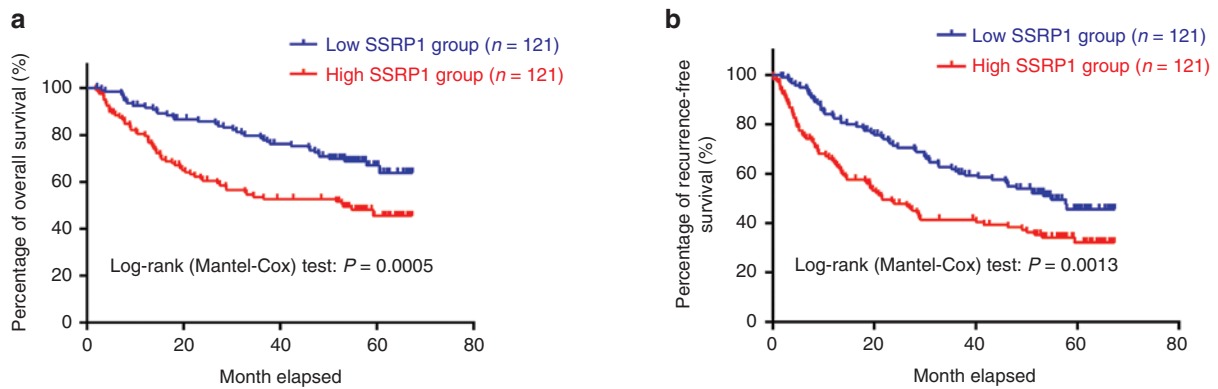 a
Low SSRP1 group (n = 121)
High SSRP1 group (n = 121)
Percentage of overall survival (%)
100
80
60
40
20
0
Log-rank (Mantel-Cox) test: P = 0.0005
0 20 40 60 80
Month elapsed
b
Low SSRP1 group (n = 121)
High SSRP1 group (n = 121)
Percentage of recurrence-free
survival (%)
100
80
60
40
20
0
Log-rank (Mantel-Cox) test: P = 0.0013
0 20 40 60 80
Month elapsed